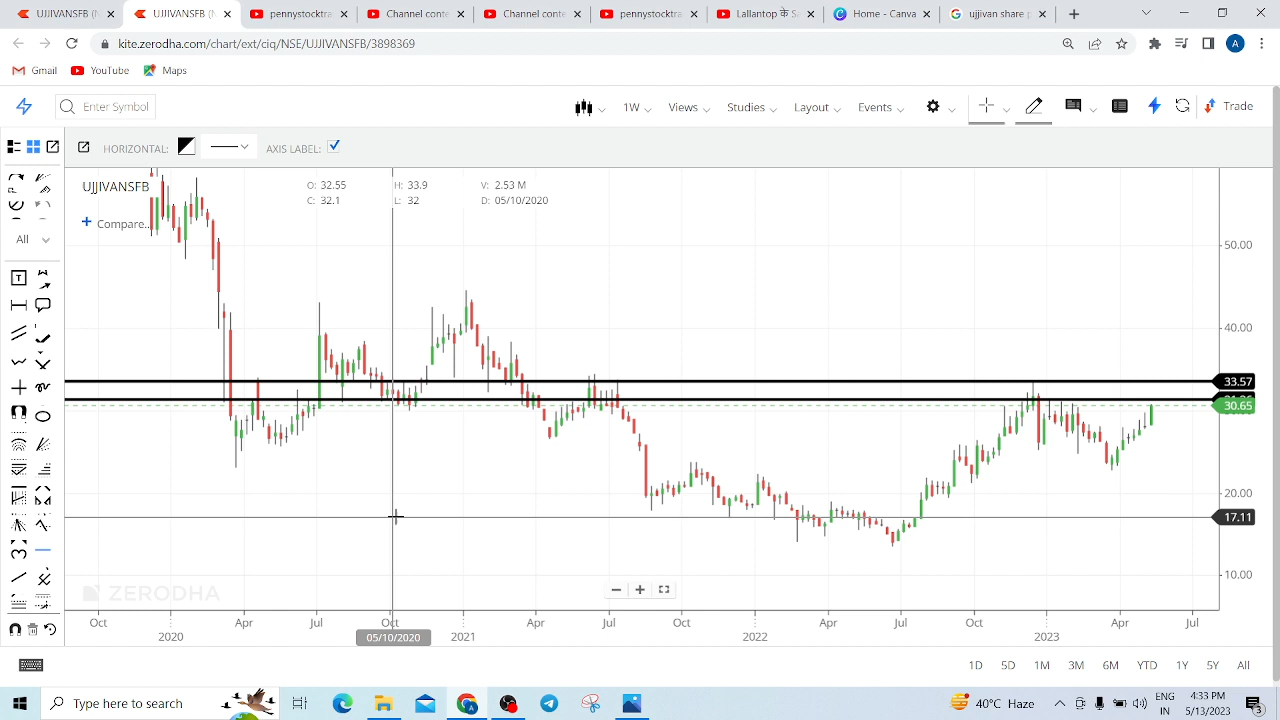 UJJIVANSFB (N
UJJIVANSFB (N
pennystocktra
Channel conte
Channel conte
pennystocktra
Home - Canva
ujjivan share p
kite.zerodha.com/chart/ext/ciq/NSE/UJJIVANSFB/3898369
A
Gmail YouTube Maps
Enter Symbol
1W Views Studies Layout Events Trade
HORIZONTAL: AXIS LABEL:
UJJIVANSFB
O: 32.55 H: 33.9 V: 2.53 M
C: 32.1 L: 32 D: 05/10/2020
Compare...
All
50.00
40.00
33.57
30.65
20.00
17.11
10.00
ZERODHA
Oct 2020 Apr Jul Oct 2021 Apr Jul Oct 2022 Apr Jul Oct 2023 Apr Jul
05/10/2020
1D 5D 1M 3M 6M YTD 1Y 5Y All
Type here to search
40°C Haze
ENG
IN
4:33 PM
5/13/2023
3